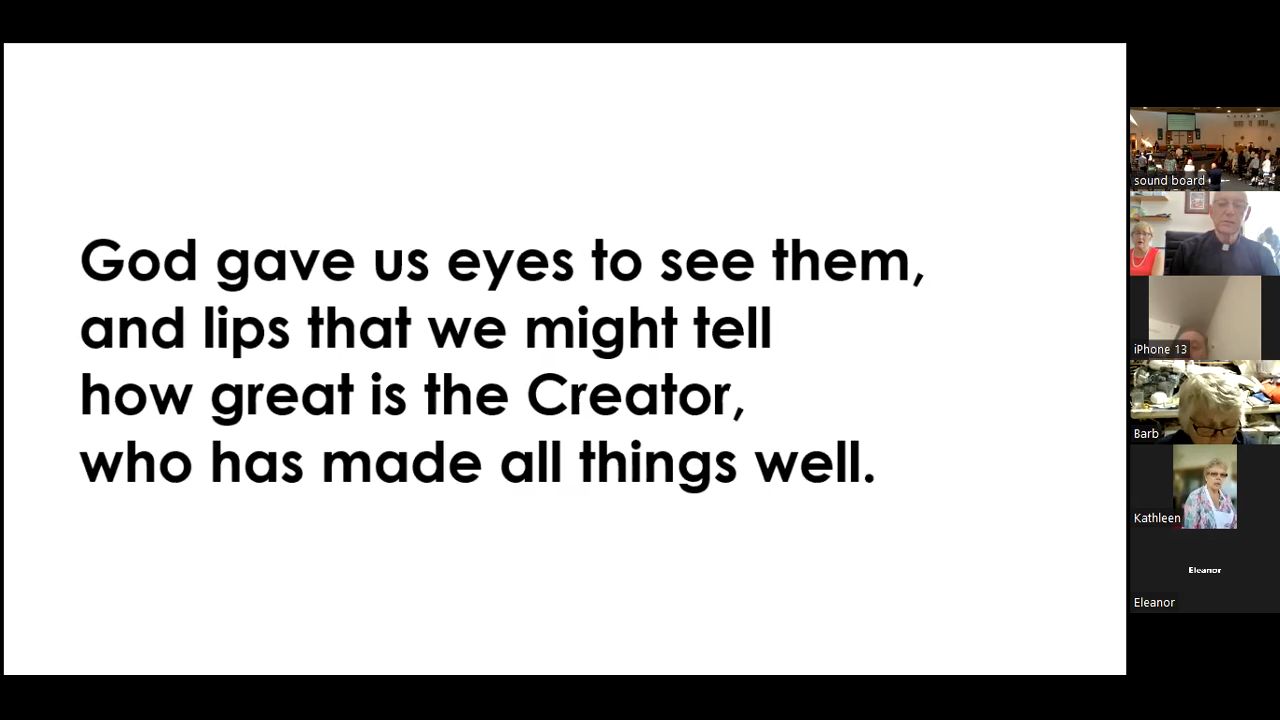 God gave us eyes to see them,
and lips that we might tell
how great is the Creator,
who has made all things well.
sound board
iPhone 13
Barb
Kathleen
Eleanor
Eleanor